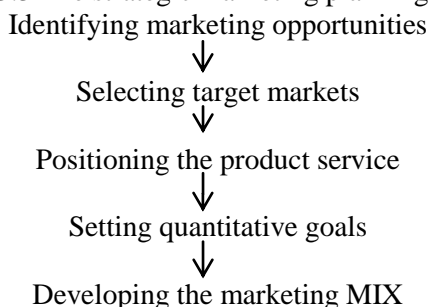 Identifying marketing opportunities
Selecting target markets
Positioning the product service
Setting quantitative goals
Developing the marketing MIX